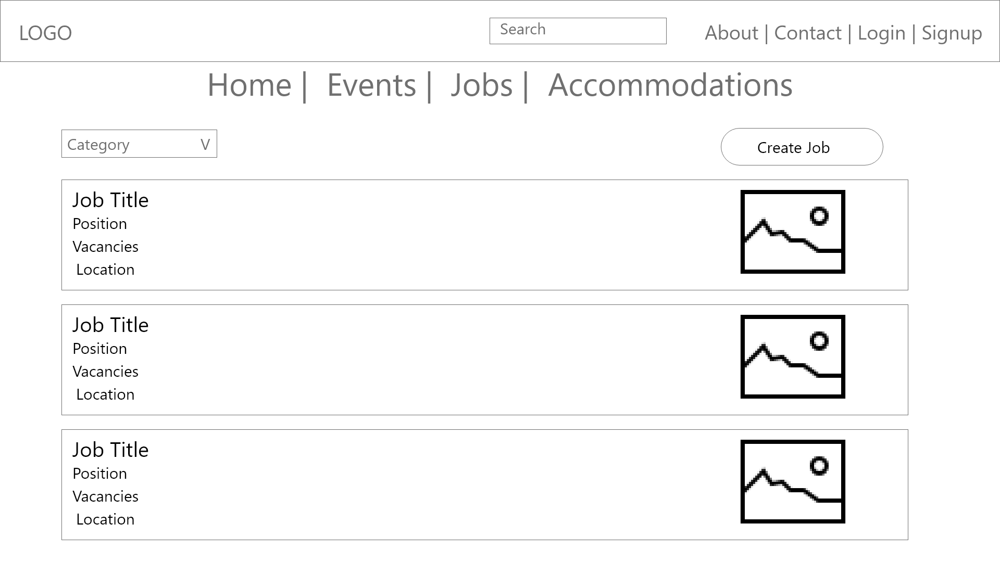 LOGO
Search
About | Contact | Login | Signup
Home | Events | Jobs | Accommodations
Category V
Create Job
Job Title
Position
Vacancies
Location
Job Title
Position
Vacancies
Location
Job Title
Position
Vacancies
Location